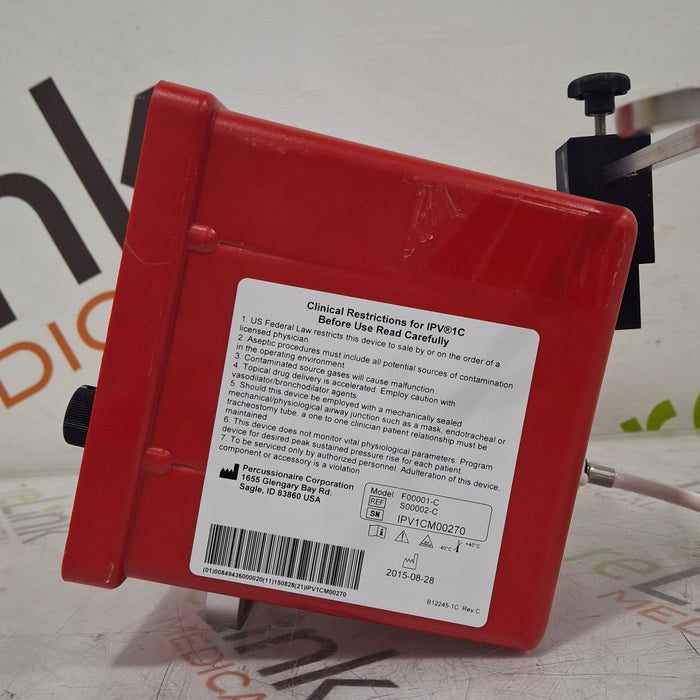 ink
MEDICAL
Clinical Restrictions for IPV®1C
Before Use Read Carefully
1. US Federal Law restricts this device to sale by or on the order of a
licensed physician.
2. Aseptic procedures must include all potential sources of contamination
in the operating environment.
3. Contaminated source gases will cause malfunction.
4. Topical drug delivery is accelerated. Employ caution with
vasodilator/bronchodilator agents.
5. Should this device be employed with a mechanically sealed
mechanical/physiological airway junction such as a mask, endotracheal or
tracheostomy tube, a one to one clinician patient relationship must be
maintained.
6. This device does not monitor vital physiological parameters. Program
device for desired peak sustained pressure rise for each patient.
7. To be serviced only by authorized personnel. Adulteration of this device,
component or accessory is a violation.
Percussionaire Corporation
1655 Glengary Bay Rd.
Sagle, ID 83860 USA
Model F00001-C
REF S00002-C
SN IPV1CM00270
-40°C +40°C
2015-08-28
(01)00849436000020(11)150828(21)IPV1CM00270
B12245-1C Rev C
ink
MEDICAL
MEDIC